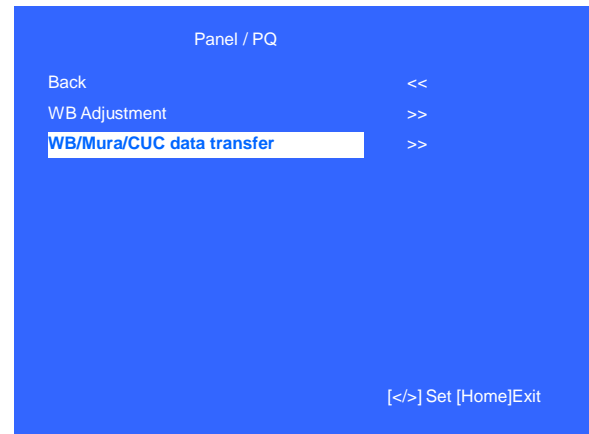 Panel / PQ
Back <<
WB Adjustment >>
WB/Mura/CUC data transfer >>
[</>] Set [Home]Exit